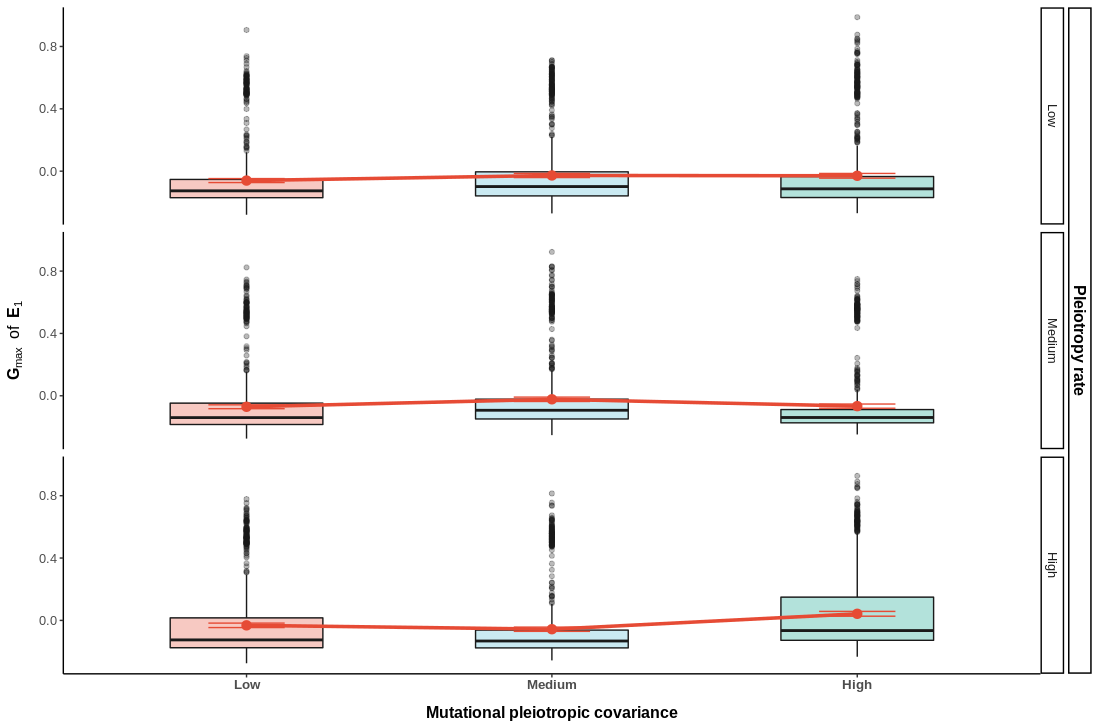 0.8
0.4
0.0
Low
0.8
0.4
0.0
Medium
0.8
0.4
0.0
High
Gmax of E1
Pleiotropy rate
Low Medium High
Mutational pleiotropic covariance